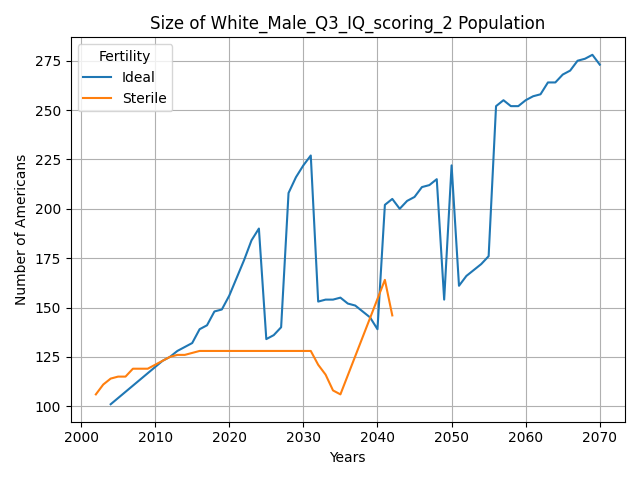 Size of White_Male_Q3_IQ_scoring_2 Population
Fertility
Ideal
Sterile
Number of Americans
275
250
225
200
175
150
125
100
2000 2010 2020 2030 2040 2050 2060 2070
Years